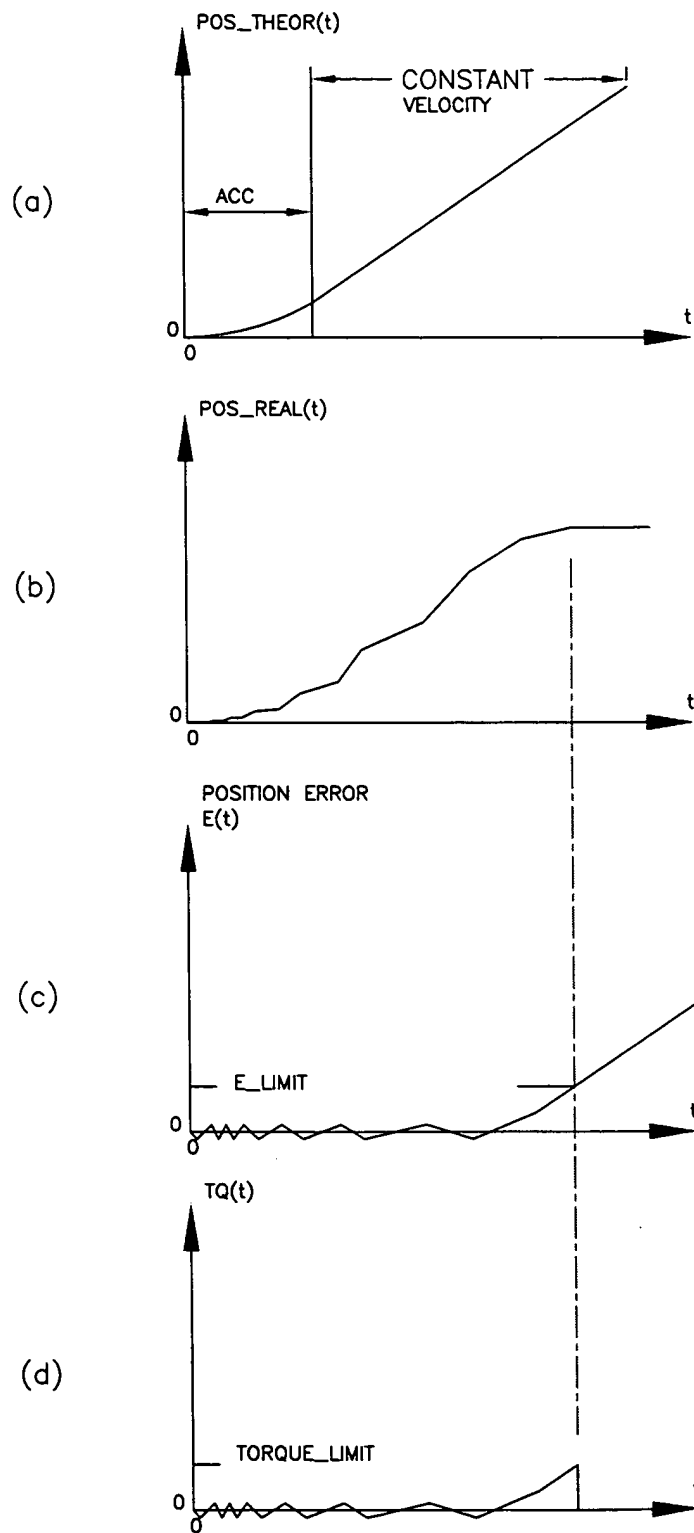 POS_THEOR(t)
CONSTANT
VELOCITY
(a)
ACC
0
0
t
POS_REAL(t)
(b)
0
0
t
POSITION ERROR
E(t)
(c)
E_LIMIT
0
0
t
TQ(t)
(d)
TORQUE_LIMIT
0
0